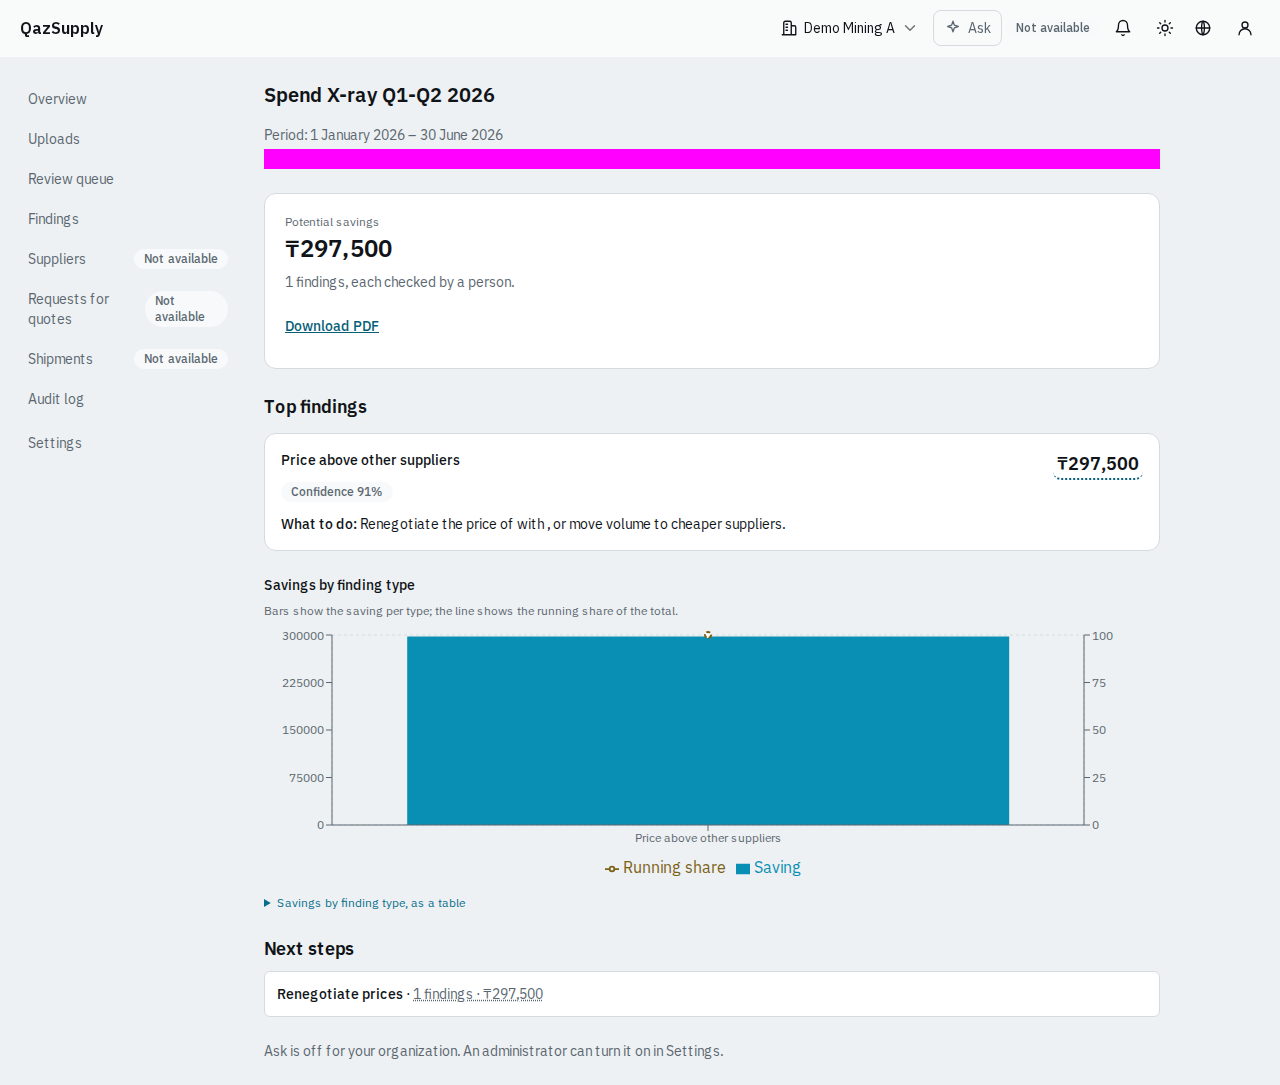 QazSupply
Demo Mining A
Ask
Not available
Overview
Uploads
Review queue
Findings
Suppliers Not available
Requests for quotes Not available
Shipments Not available
Audit log
Settings
Spend X-ray Q1-Q2 2026
Period: 1 January 2026 – 30 June 2026
Potential savings
₸297,500
1 findings, each checked by a person.
Download PDF
Top findings
Price above other suppliers
₸297,500
Confidence 91%
What to do: Renegotiate the price of with , or move volume to cheaper suppliers.
Savings by finding type
Bars show the saving per type; the line shows the running share of the total.
300000
225000
150000
75000
0
100
75
50
25
0
Price above other suppliers
Running share Saving
Savings by finding type, as a table
Next steps
Renegotiate prices · 1 findings · ₸297,500
Ask is off for your organization. An administrator can turn it on in Settings.